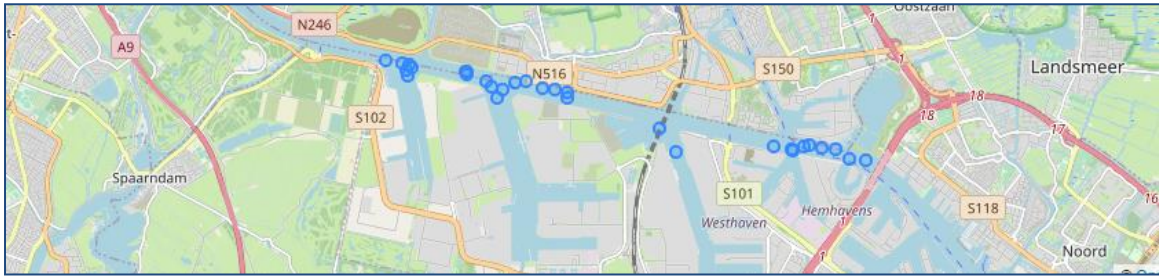 N246
A9
1
Oostzaan
N516
S150
Landsmeer
18
18
17
S102
Spaarndam
S101
Westhaven
Hemhavens
1
S118
16
Noord